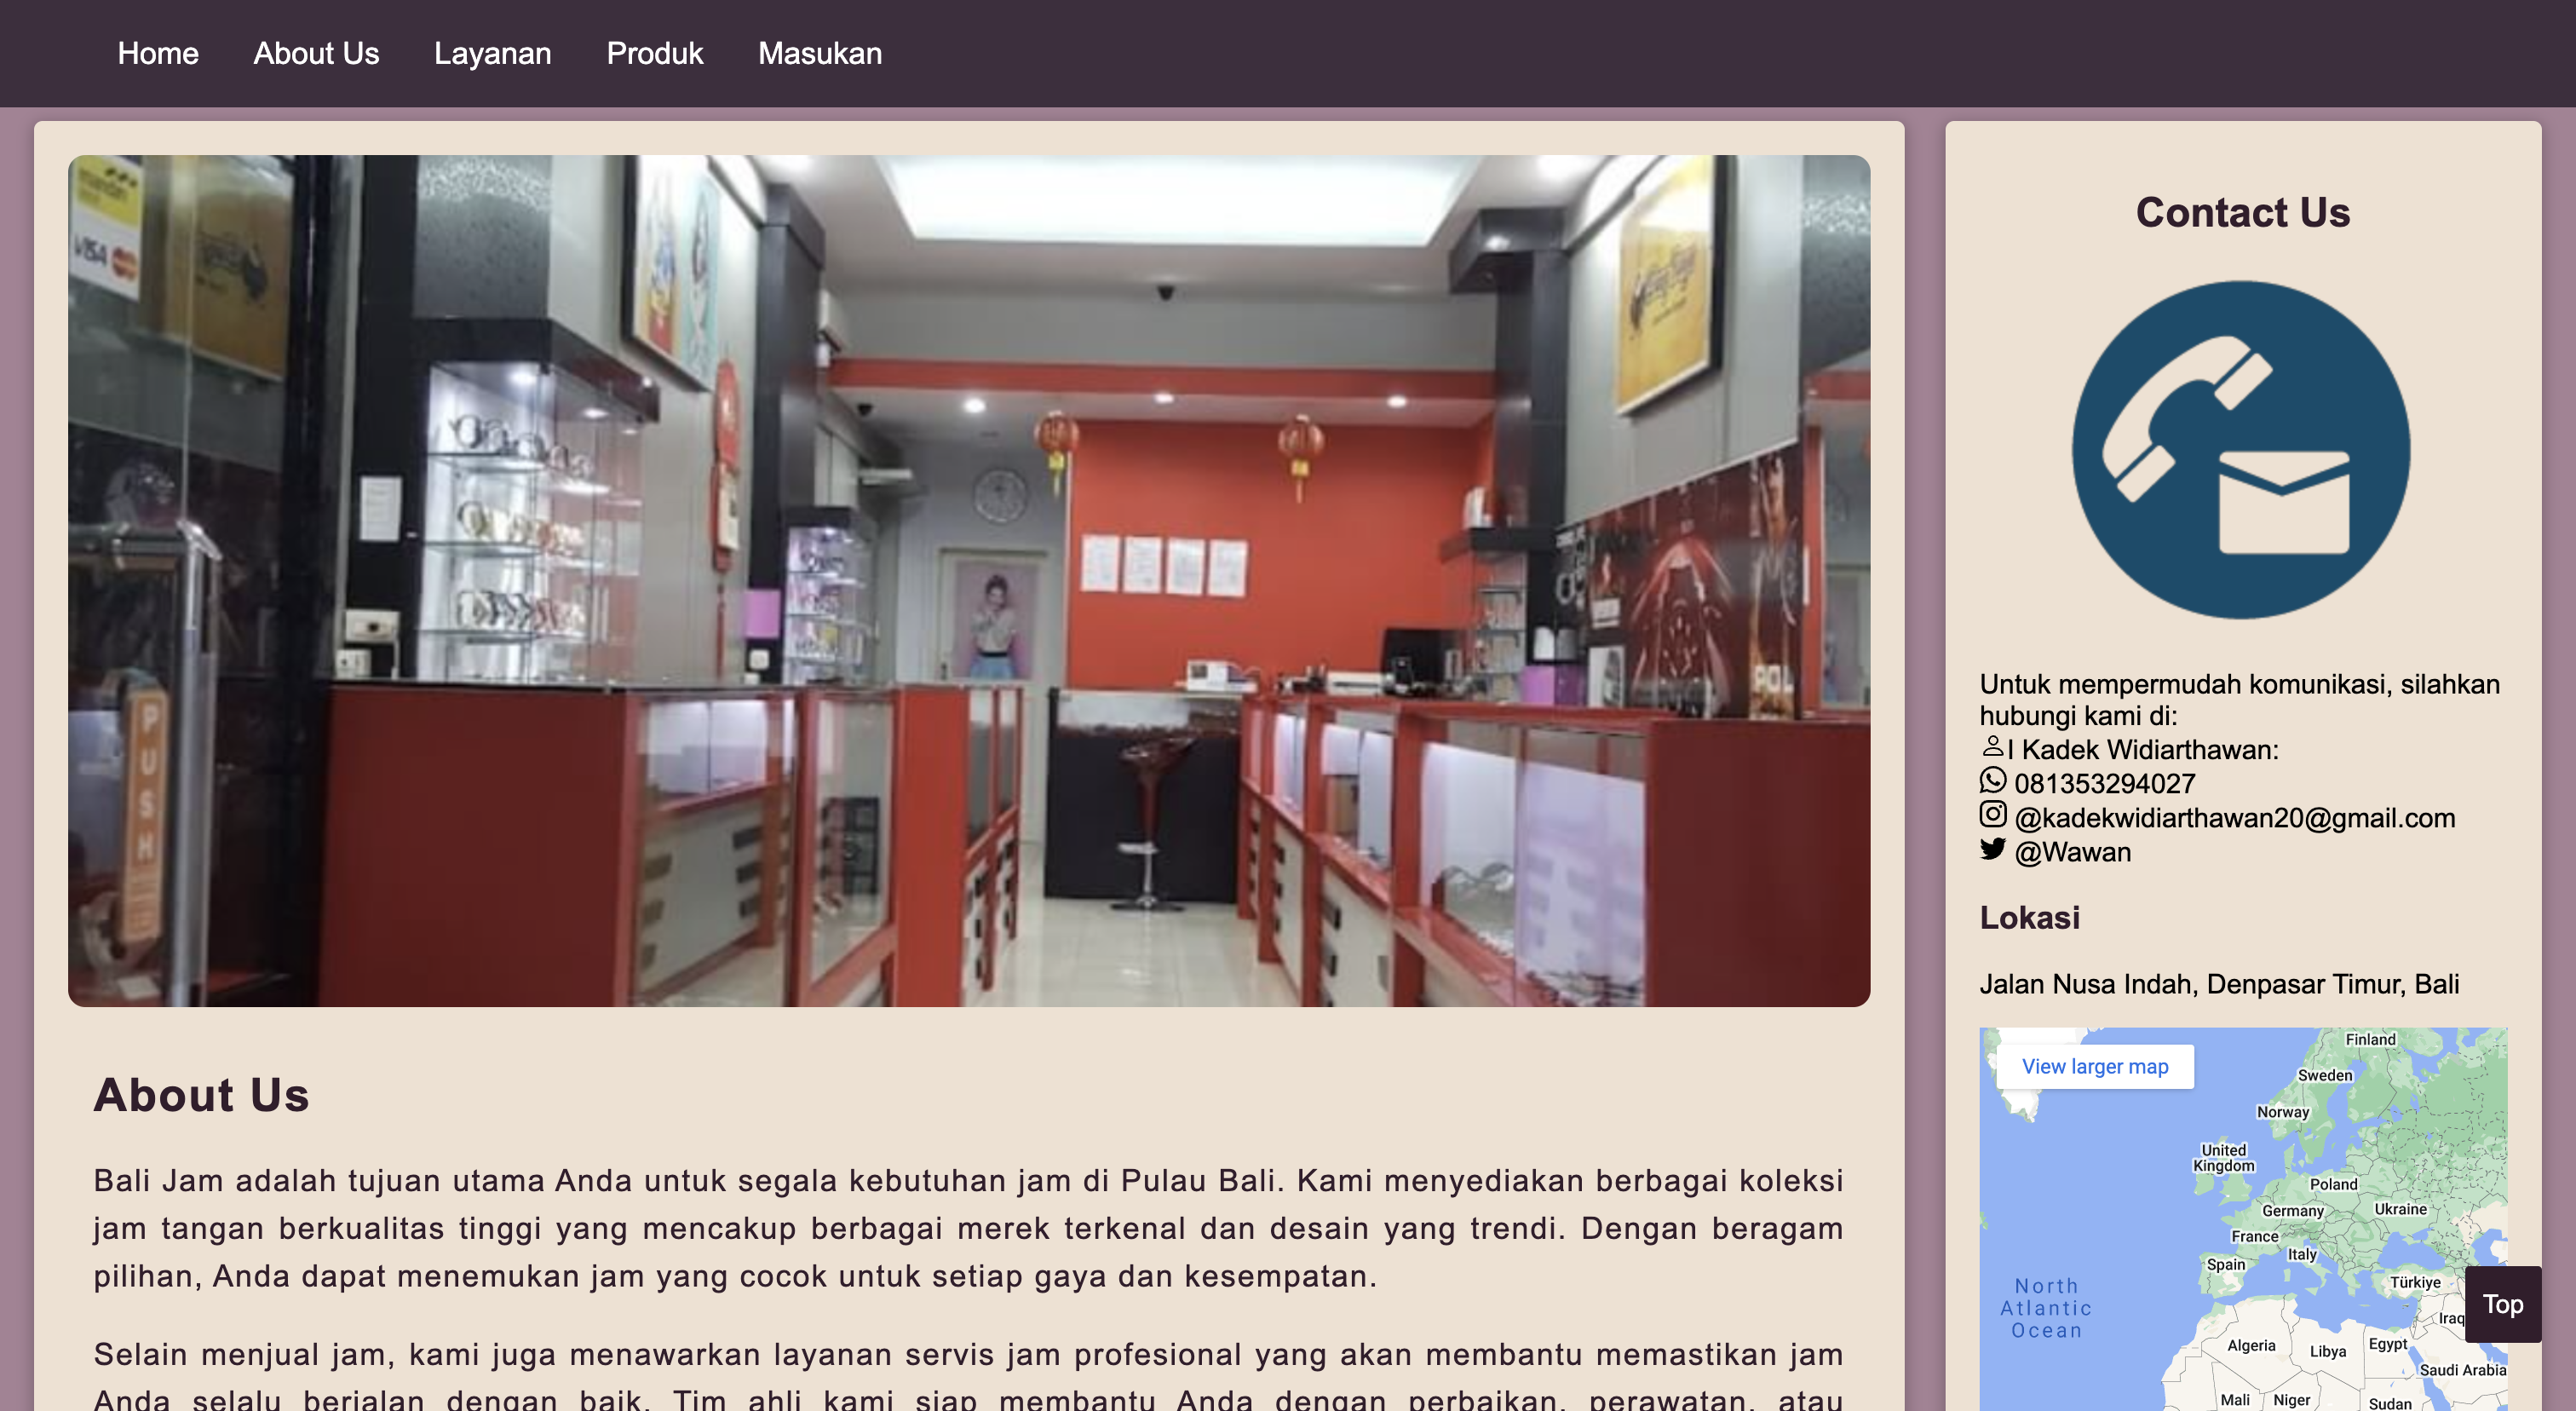 Home About Us Layanan Produk Masukan
VISA
PUSH
POL
About Us
Bali Jam adalah tujuan utama Anda untuk segala kebutuhan jam di Pulau Bali. Kami menyediakan berbagai koleksi
jam tangan berkualitas tinggi yang mencakup berbagai merek terkenal dan desain yang trendi. Dengan beragam
pilihan, Anda dapat menemukan jam yang cocok untuk setiap gaya dan kesempatan.
Selain menjual jam, kami juga menawarkan layanan servis jam profesional yang akan membantu memastikan jam
Anda selalu berjalan dengan baik. Tim ahli kami siap membantu Anda dengan perbaikan, perawatan, atau
Contact Us
Untuk mempermudah komunikasi, silahkan
hubungi kami di:
I Kadek Widiarthawan:
081353294027
@kadekwidiarthawan20@gmail.com
@Wawan
Lokasi
Jalan Nusa Indah, Denpasar Timur, Bali
View larger map
Finland
Sweden
Norway
United
Kingdom
Poland
Germany
Ukraine
France
Italy
Spain
Türkiye
North
Atlantic
Ocean
Iraq
Top
Algeria
Libya
Egypt
Saudi Arabia
Mali
Niger
Sudan